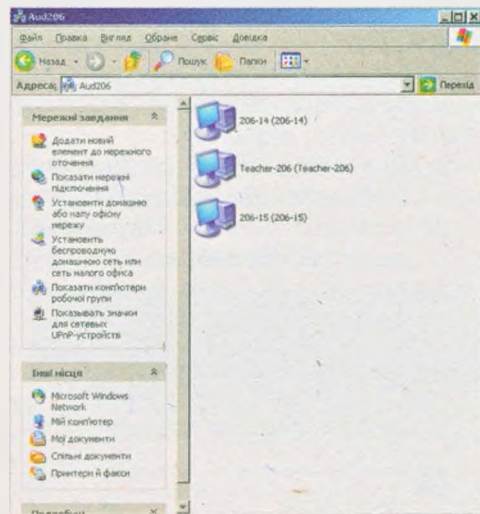 Aud206
Файл Правка Вигляд Обране Сервіс Довідка
Назад Пошук Папки
Адреса: Aud206 Перехід
Мережні завдання
Додати новий
елемент до мережного
оточення
Показати мережні
підключення
Установити домашню
або малу офісну
мережу
Установить
беспроводную
домашнюю сеть или
сеть малого офиса
Показати комп'ютери
робочої групи
Показывать значки
для сетевых
UPnP-устройств
Інші місця
Microsoft Windows
Network
Мій комп'ютер
Мої документи
Спільні документи
Принтери й факси
206-14 (206-14)
Teacher-206 (Teacher-206)
206-15 (206-15)